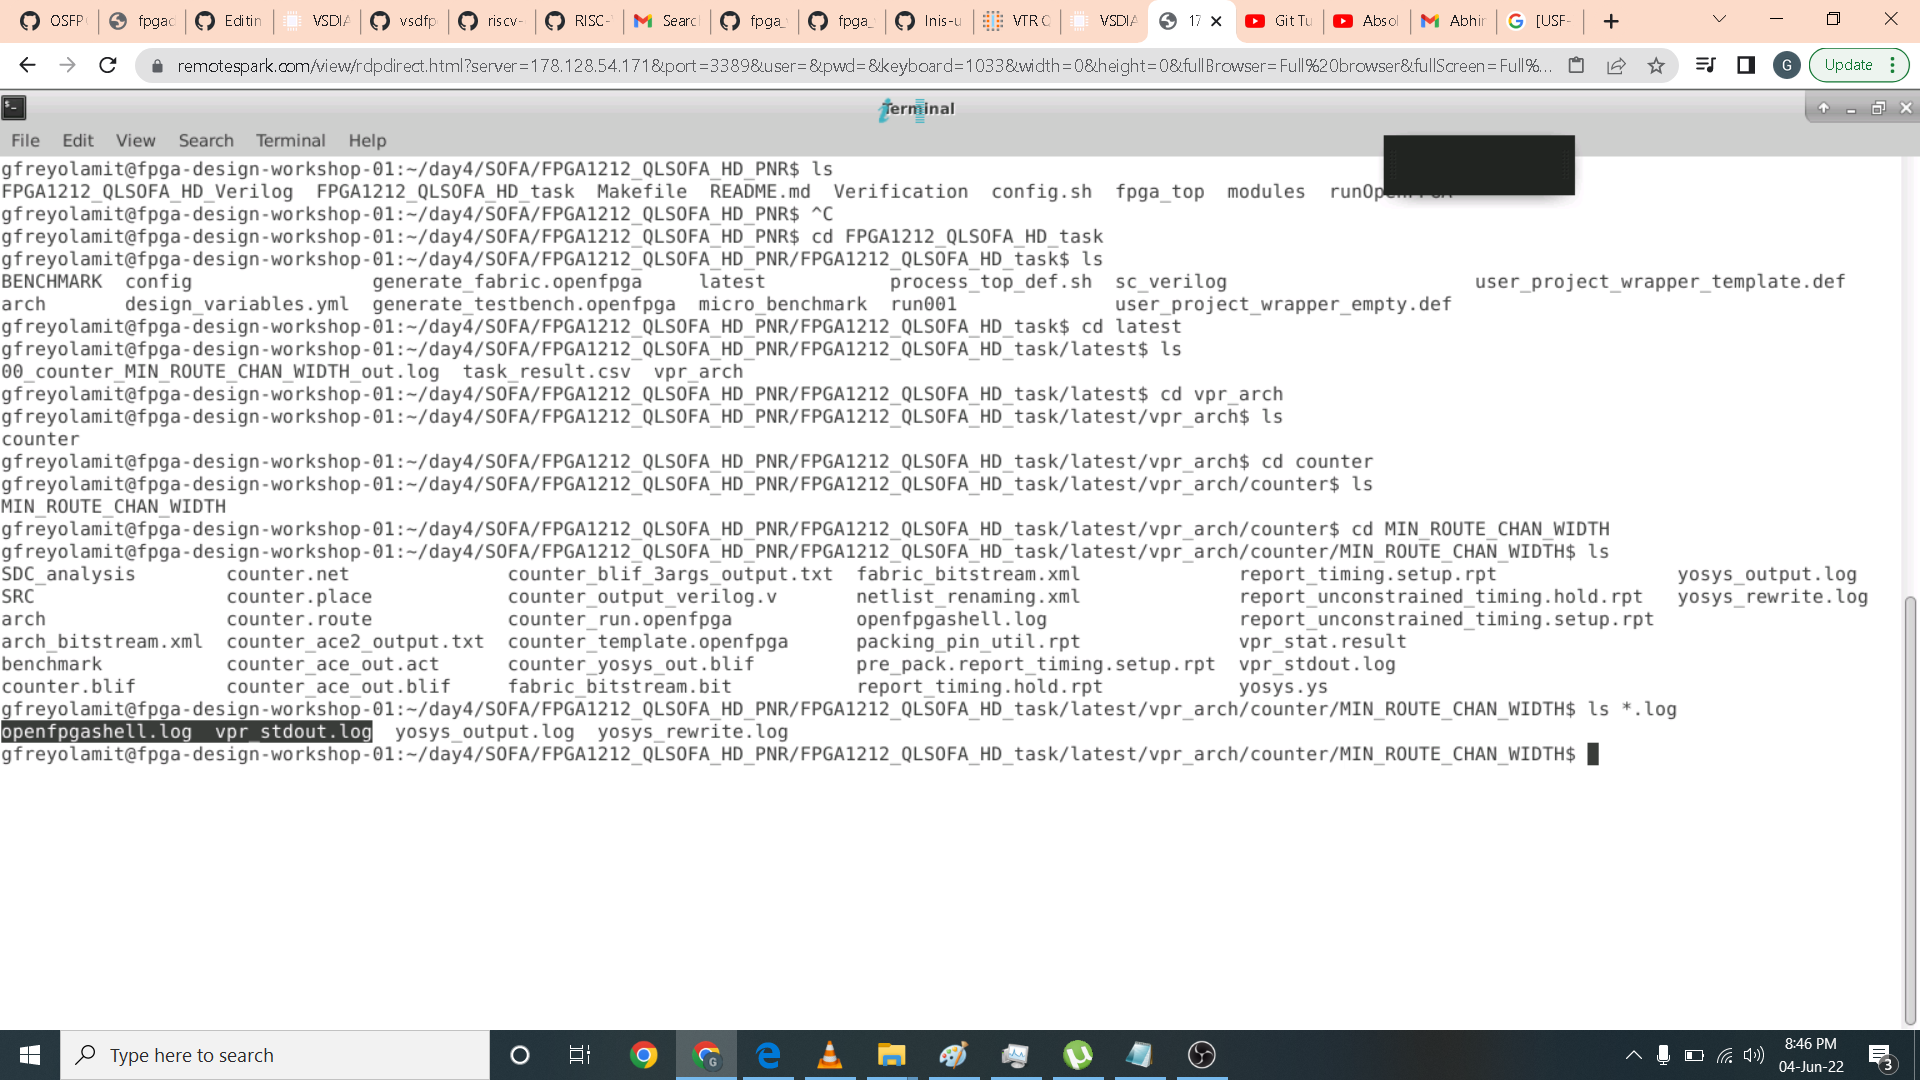 OSFP
fpgac
Editin
VSDIA
vsdfp
riscv-
RISC-
Searc
fpga_
fpga_
Inis-u
VTR C
VSDIA
17
Git Tu
Abso
Abhir
[USF-
remotespark.com/view/rdpdirect.html?server=178.128.54.171&port=3389&user=&pwd=&keyboard=1033&width=0&height=0&fullBrowser=Full%20browser&fullScreen=Full%...
G
Update
Terminal
File Edit View Search Terminal Help
gfreyolamit@fpga-design-workshop-01:~/day4/SOFA/FPGA1212_QLSOFA_HD_PNR$ ls
FPGA1212_QLSOFA_HD_Verilog FPGA1212_QLSOFA_HD_task Makefile README.md Verification config.sh fpga_top modules runOpenFPGA
gfreyolamit@fpga-design-workshop-01:~/day4/SOFA/FPGA1212_QLSOFA_HD_PNR$ ^C
gfreyolamit@fpga-design-workshop-01:~/day4/SOFA/FPGA1212_QLSOFA_HD_PNR$ cd FPGA1212_QLSOFA_HD_task
gfreyolamit@fpga-design-workshop-01:~/day4/SOFA/FPGA1212_QLSOFA_HD_PNR/FPGA1212_QLSOFA_HD_task$ ls
BENCHMARK config generate_fabric.openfpga latest process_top_def.sh sc_verilog user_project_wrapper_template.def
arch design_variables.yml generate_testbench.openfpga micro_benchmark run001 user_project_wrapper_empty.def
gfreyolamit@fpga-design-workshop-01:~/day4/SOFA/FPGA1212_QLSOFA_HD_PNR/FPGA1212_QLSOFA_HD_task$ cd latest
gfreyolamit@fpga-design-workshop-01:~/day4/SOFA/FPGA1212_QLSOFA_HD_PNR/FPGA1212_QLSOFA_HD_task/latest$ ls
00_counter_MIN_ROUTE_CHAN_WIDTH_out.log task_result.csv vpr_arch
gfreyolamit@fpga-design-workshop-01:~/day4/SOFA/FPGA1212_QLSOFA_HD_PNR/FPGA1212_QLSOFA_HD_task/latest$ cd vpr_arch
gfreyolamit@fpga-design-workshop-01:~/day4/SOFA/FPGA1212_QLSOFA_HD_PNR/FPGA1212_QLSOFA_HD_task/latest/vpr_arch$ ls
counter
gfreyolamit@fpga-design-workshop-01:~/day4/SOFA/FPGA1212_QLSOFA_HD_PNR/FPGA1212_QLSOFA_HD_task/latest/vpr_arch$ cd counter
gfreyolamit@fpga-design-workshop-01:~/day4/SOFA/FPGA1212_QLSOFA_HD_PNR/FPGA1212_QLSOFA_HD_task/latest/vpr_arch/counter$ ls
MIN_ROUTE_CHAN_WIDTH
gfreyolamit@fpga-design-workshop-01:~/day4/SOFA/FPGA1212_QLSOFA_HD_PNR/FPGA1212_QLSOFA_HD_task/latest/vpr_arch/counter$ cd MIN_ROUTE_CHAN_WIDTH
gfreyolamit@fpga-design-workshop-01:~/day4/SOFA/FPGA1212_QLSOFA_HD_PNR/FPGA1212_QLSOFA_HD_task/latest/vpr_arch/counter/MIN_ROUTE_CHAN_WIDTH$ ls
SDC_analysis counter.net counter_blif_3args_output.txt fabric_bitstream.xml report_timing.setup.rpt yosys_output.log
SRC counter.place counter_output_verilog.v netlist_renaming.xml report_unconstrained_timing.hold.rpt yosys_rewrite.log
arch counter.route counter_run.openfpga openfpgashell.log report_unconstrained_timing.setup.rpt
arch_bitstream.xml counter_ace2_output.txt counter_template.openfpga packing_pin_util.rpt vpr_stat.result
benchmark counter_ace_out.act counter_yosys_out.blif pre_pack.report_timing.setup.rpt vpr_stdout.log
counter.blif counter_ace_out.blif fabric_bitstream.bit report_timing.hold.rpt yosys.ys
gfreyolamit@fpga-design-workshop-01:~/day4/SOFA/FPGA1212_QLSOFA_HD_PNR/FPGA1212_QLSOFA_HD_task/latest/vpr_arch/counter/MIN_ROUTE_CHAN_WIDTH$ ls *.log
openfpgashell.log vpr_stdout.log yosys_output.log yosys_rewrite.log
gfreyolamit@fpga-design-workshop-01:~/day4/SOFA/FPGA1212_QLSOFA_HD_PNR/FPGA1212_QLSOFA_HD_task/latest/vpr_arch/counter/MIN_ROUTE_CHAN_WIDTH$
Type here to search
8:46 PM
04-Jun-22
3